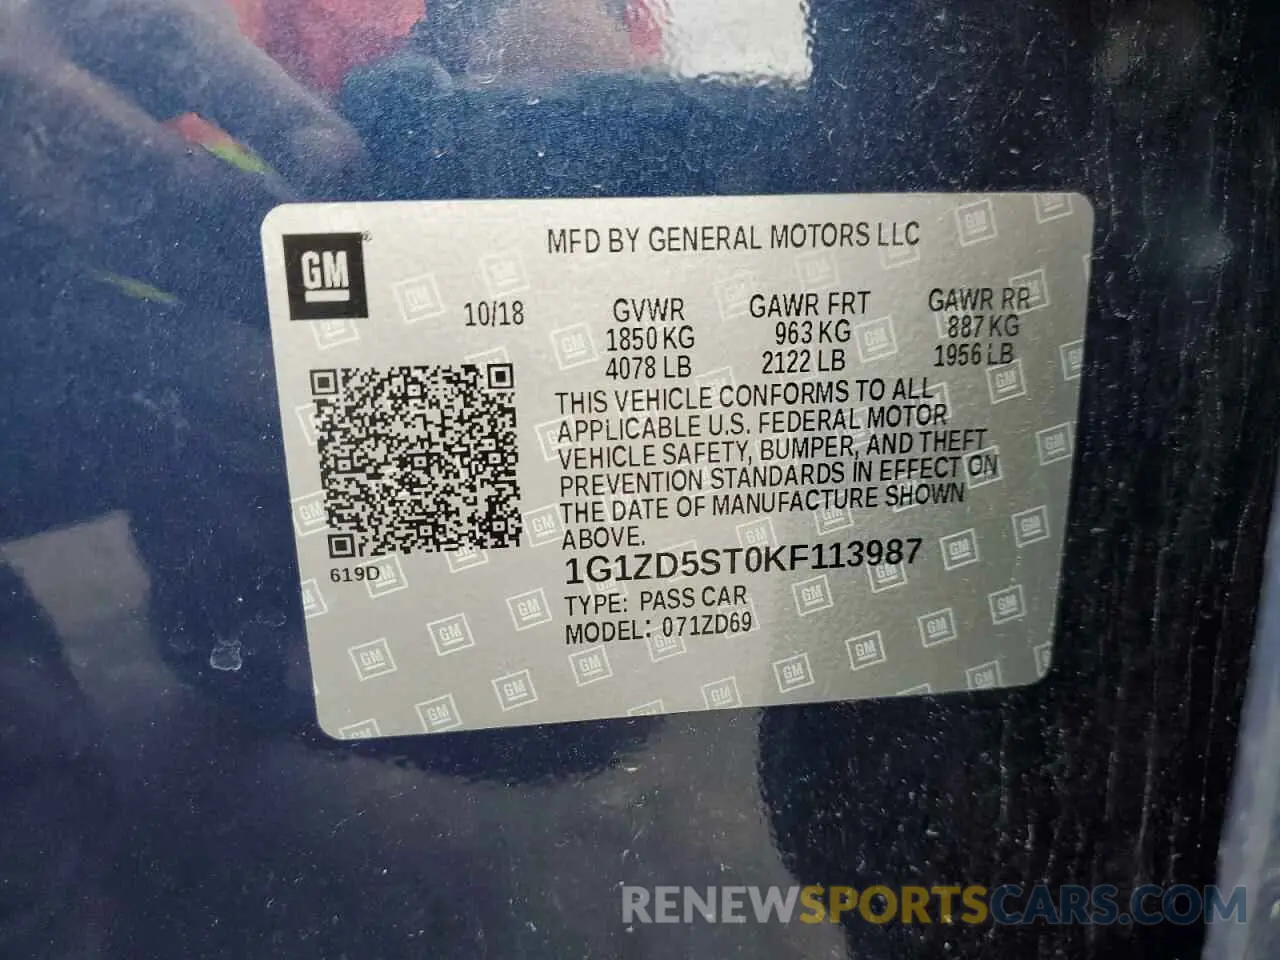 GM®
MFD BY GENERAL MOTORS LLC
10/18
GVWR
1850 KG
4078 LB
GAWR FRT
963 KG
2122 LB
GAWR RR
887 KG
1956 LB
THIS VEHICLE CONFORMS TO ALL
APPLICABLE U.S. FEDERAL MOTOR
VEHICLE SAFETY, BUMPER, AND THEFT
PREVENTION STANDARDS IN EFFECT ON
THE DATE OF MANUFACTURE SHOWN
ABOVE.
619D
1G1ZD5ST0KF113987
TYPE: PASS CAR
MODEL: 071ZD69
RENEWSPORTSCARS.COM